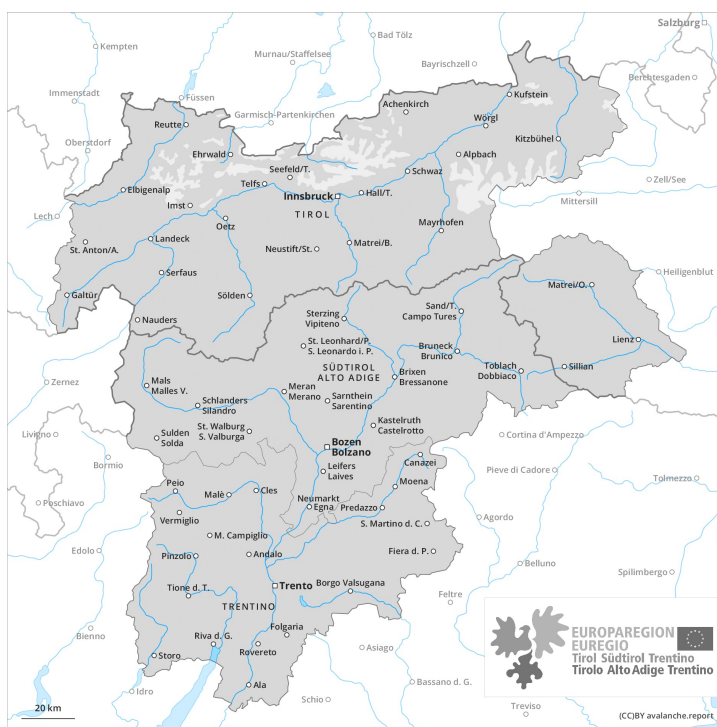 Salzburg
Kempten
Bad Tölz
Murnau/Staffelsee
Bayrischzell
Berchtesgaden
Immenstadt
Füssen
Achenkirch
Kufstein
Garmisch-Partenkirchen
Reutte
Wörgl
Oberstdorf
Kitzbühel
Ehrwald
Alpbach
Seefeld/T.
Schwaz
Telfs
Zell/See
Elbigenalp
Innsbruck
Hall/T.
Imst
Mittersill
TIROL
Lech
Oetz
Mayrhofen
Landeck
Matrei/B.
St. Anton/A.
Neustift/St.
Serfaus
Heiligenblut
Matrei/O.
Galtür
Sölden
Sand/T.
Campo Tures
Sterzing
Vipiteno
Nauders
Lienz
St. Leonhard/P.
S. Leonardo i. P.
Bruneck
Brunico
SÜDTIROL
ALTO ADIGE
Toblach
Dobbiaco
Sillian
Brixen
Bressanone
Zernez
Mals
Malles V.
Meran
Merano
Sarnthein
Sarentino
Schlanders
Silandro
Kastelruth
Castelrotto
St. Walburg
S. Valburga
Livigno
Sulden
Solda
Cortina d'Ampezzo
Bozen
Bolzano
Bormio
Canazei
Leifers
Laives
Pieve di Cadore
Tolmezzo
Peio
Malè
Cles
Moena
Neumarkt
Egna
Predazzo
Poschiavo
Vermiglio
Agordo
S. Martino d. C.
M. Campiglio
Edolo
Pinzolo
Andalo
Fiera d. P.
Belluno
Spilimbergo
Tione d. T.
Trento
Borgo Valsugana
Feltre
TRENTINO
Folgaria
Bienno
Riva d. G.
Rovereto
Asiago
Storo
Ala
Idro
Bassano d. G.
Schio
Treviso
EUROPAREGION
EUREGIO
Tirol Südtirol Trentino
Tirolo Alto Adige Trentino
20 km
(CC)BY avalanche.report